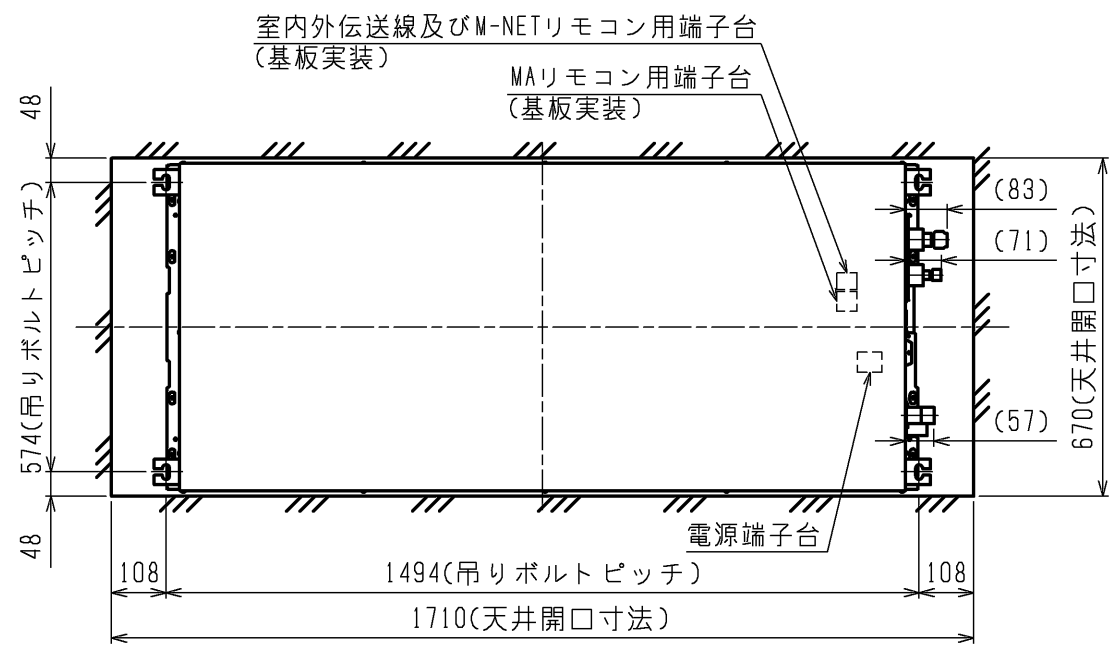 室内外伝送線及びM-NETリモコン用端子台
(基板実装)
MAリモコン用端子台
(基板実装)
48
574(吊りボルトピッチ)
48
(83)
(71)
(57)
670(天井開口寸法)
電源端子台
108
1494(吊りボルトピッチ)
108
1710(天井開口寸法)